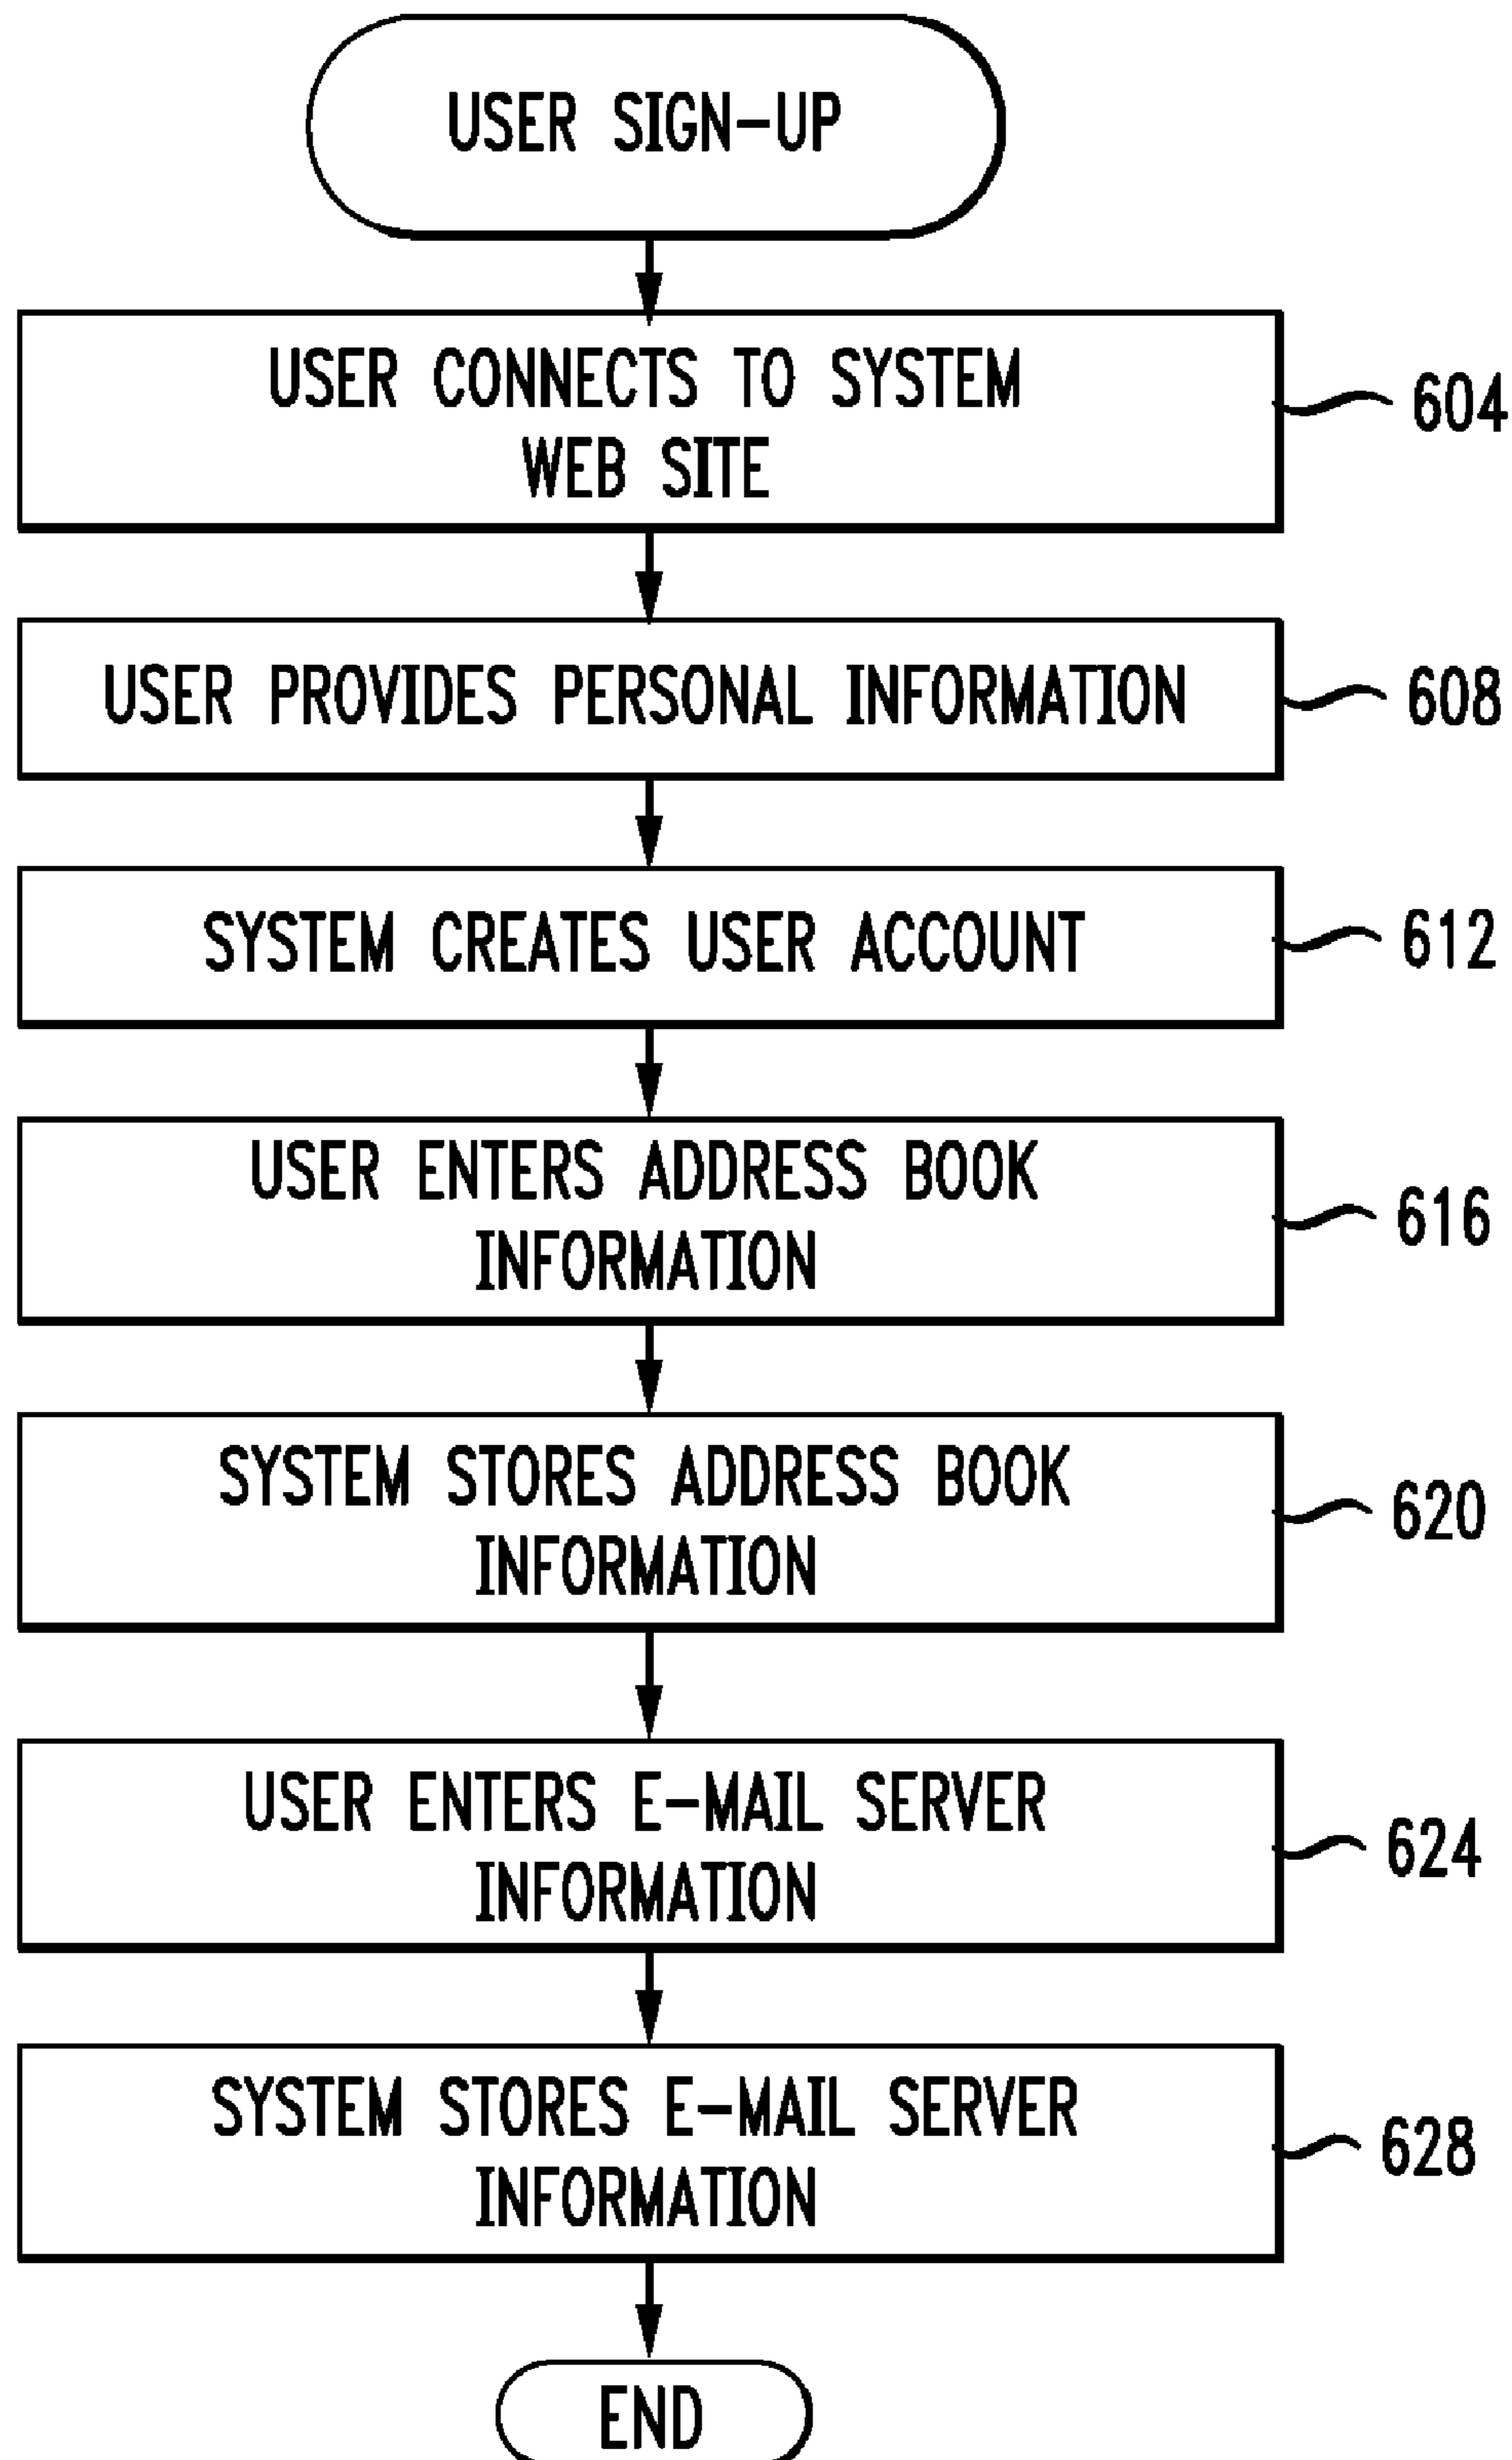 USER SIGN-UP
USER CONNECTS TO SYSTEM
WEB SITE
604
USER PROVIDES PERSONAL INFORMATION
608
SYSTEM CREATES USER ACCOUNT
612
USER ENTERS ADDRESS BOOK
INFORMATION
616
SYSTEM STORES ADDRESS BOOK
INFORMATION
620
USER ENTERS E-MAIL SERVER
INFORMATION
624
SYSTEM STORES E-MAIL SERVER
INFORMATION
628
END